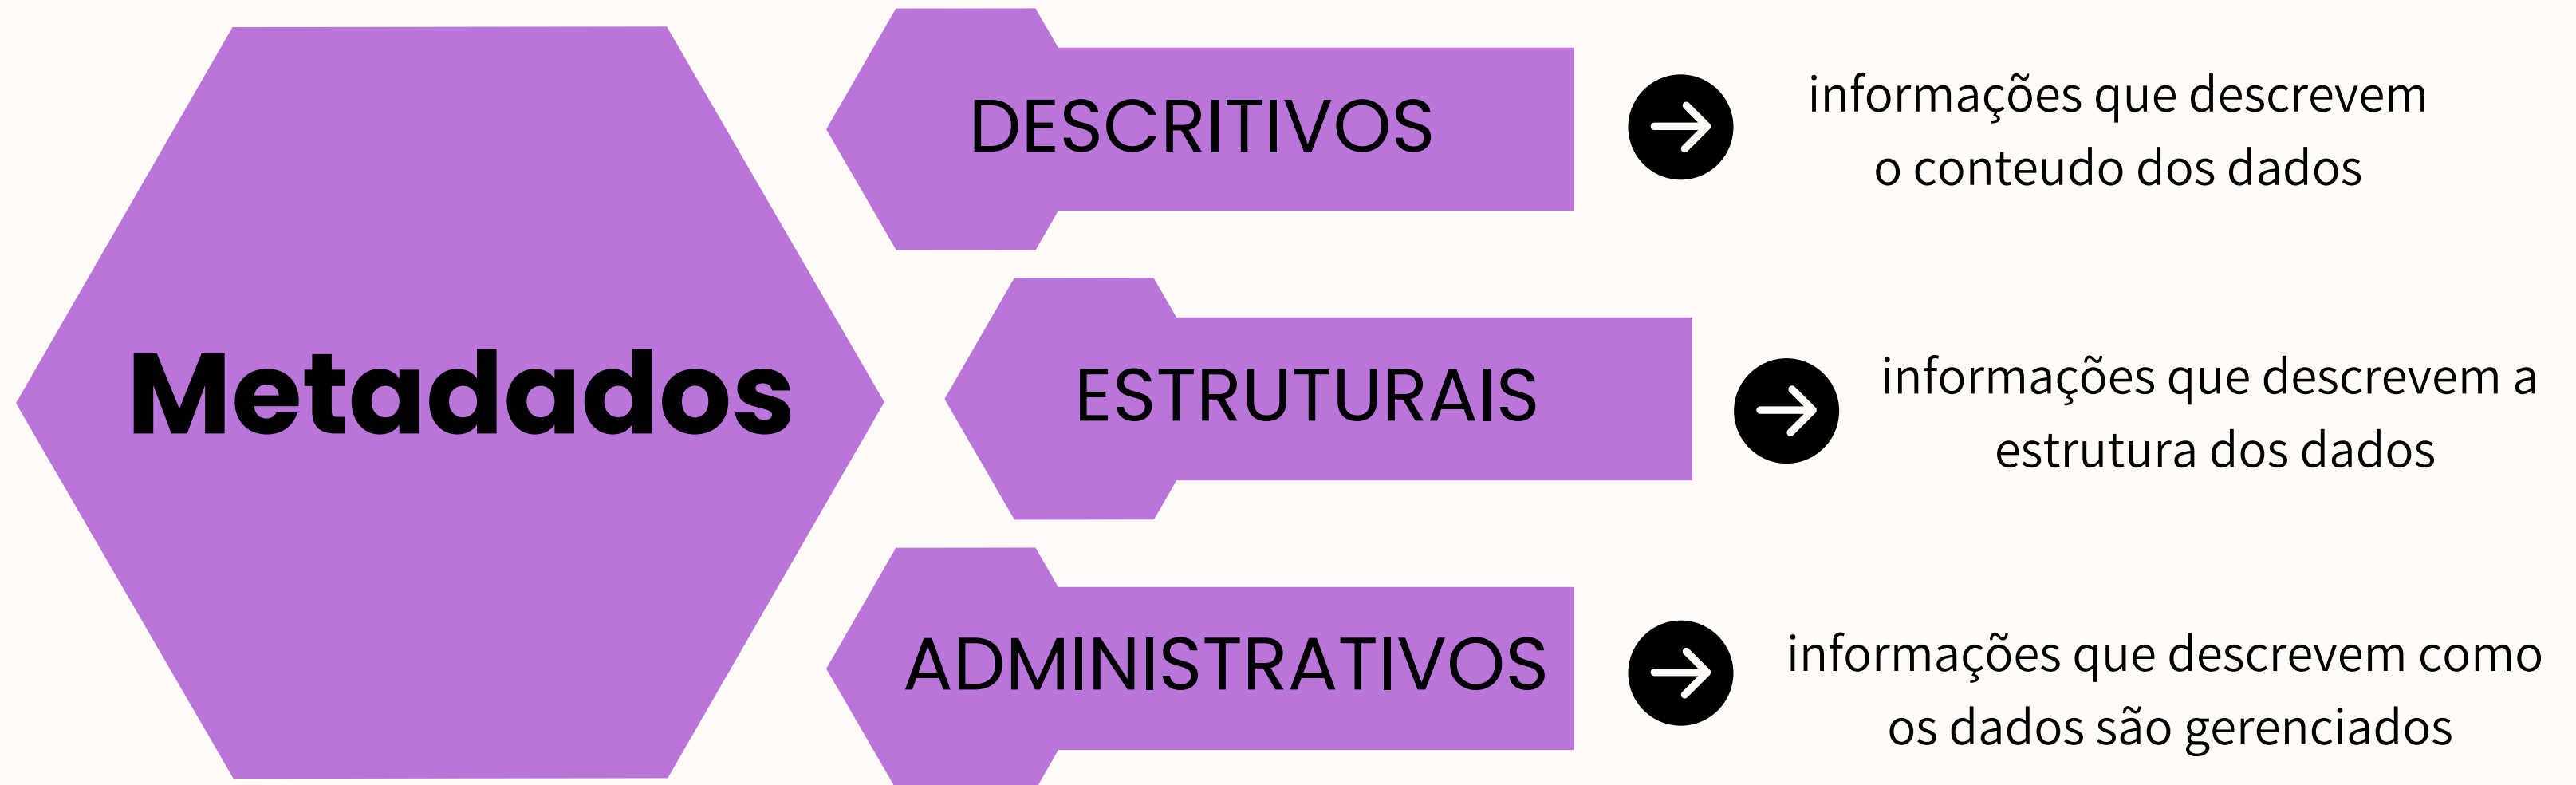 Metadados
DESCRITIVOS
informações que descrevem
o conteudo dos dados
ESTRUTURAIS
informações que descrevem a
estrutura dos dados
ADMINISTRATIVOS
informações que descrevem como
os dados são gerenciados